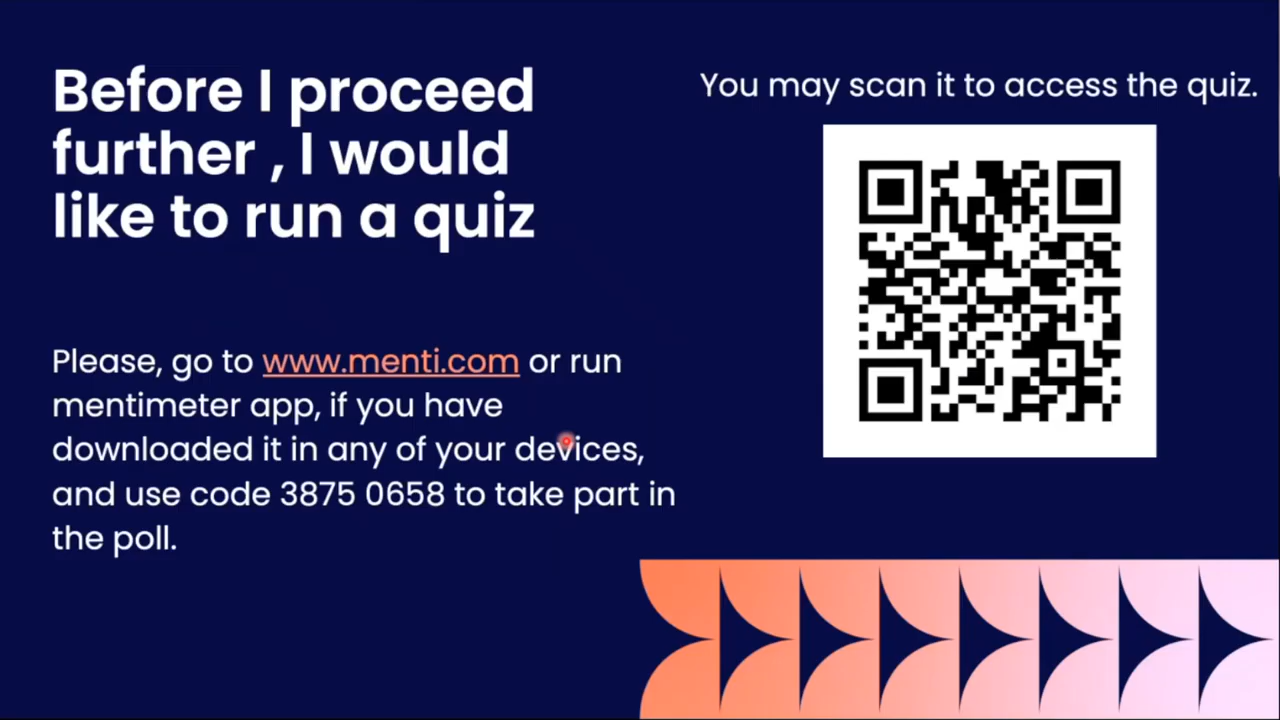 Before I proceed
further , I would
like to run a quiz
You may scan it to access the quiz.
Please, go to www.menti.com or run
mentimeter app, if you have
downloaded it in any of your devices,
and use code 3875 0658 to take part in
the poll.